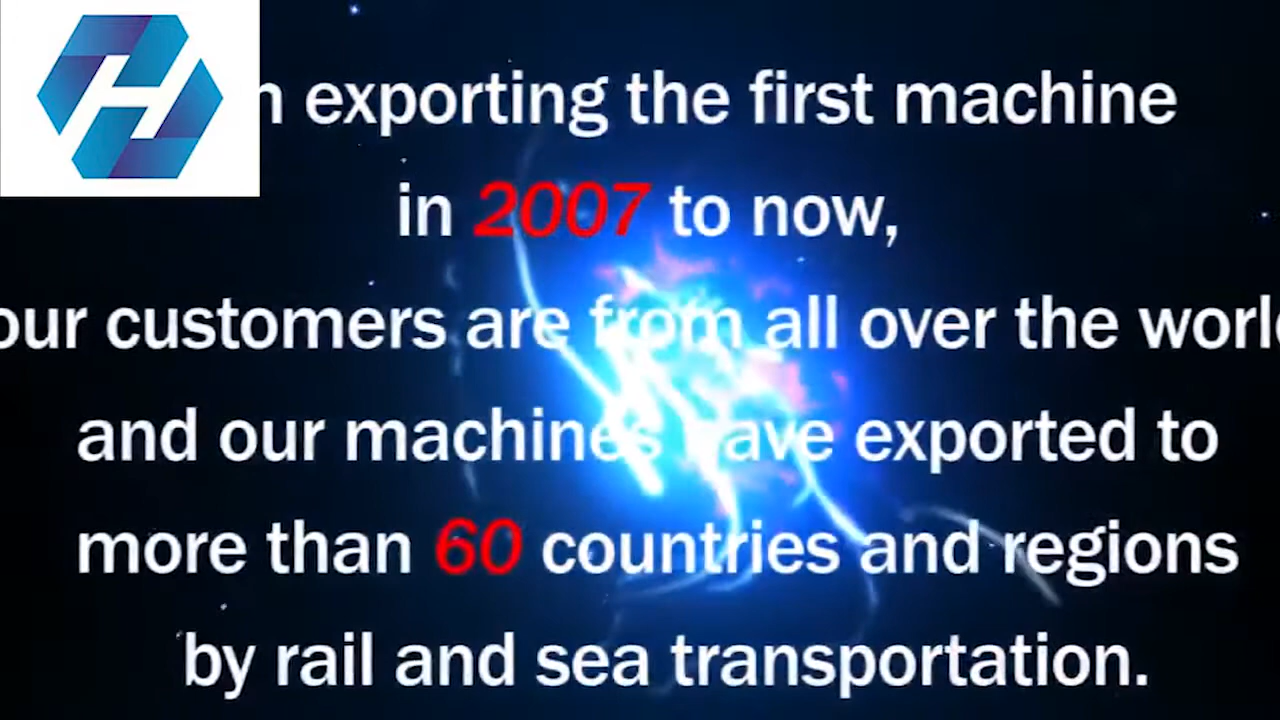 exporting the first machine
in 2007 to now,
our customers are from all over the
and our machines have exported to
more than 60 countries and regions
by rail and sea transportation.